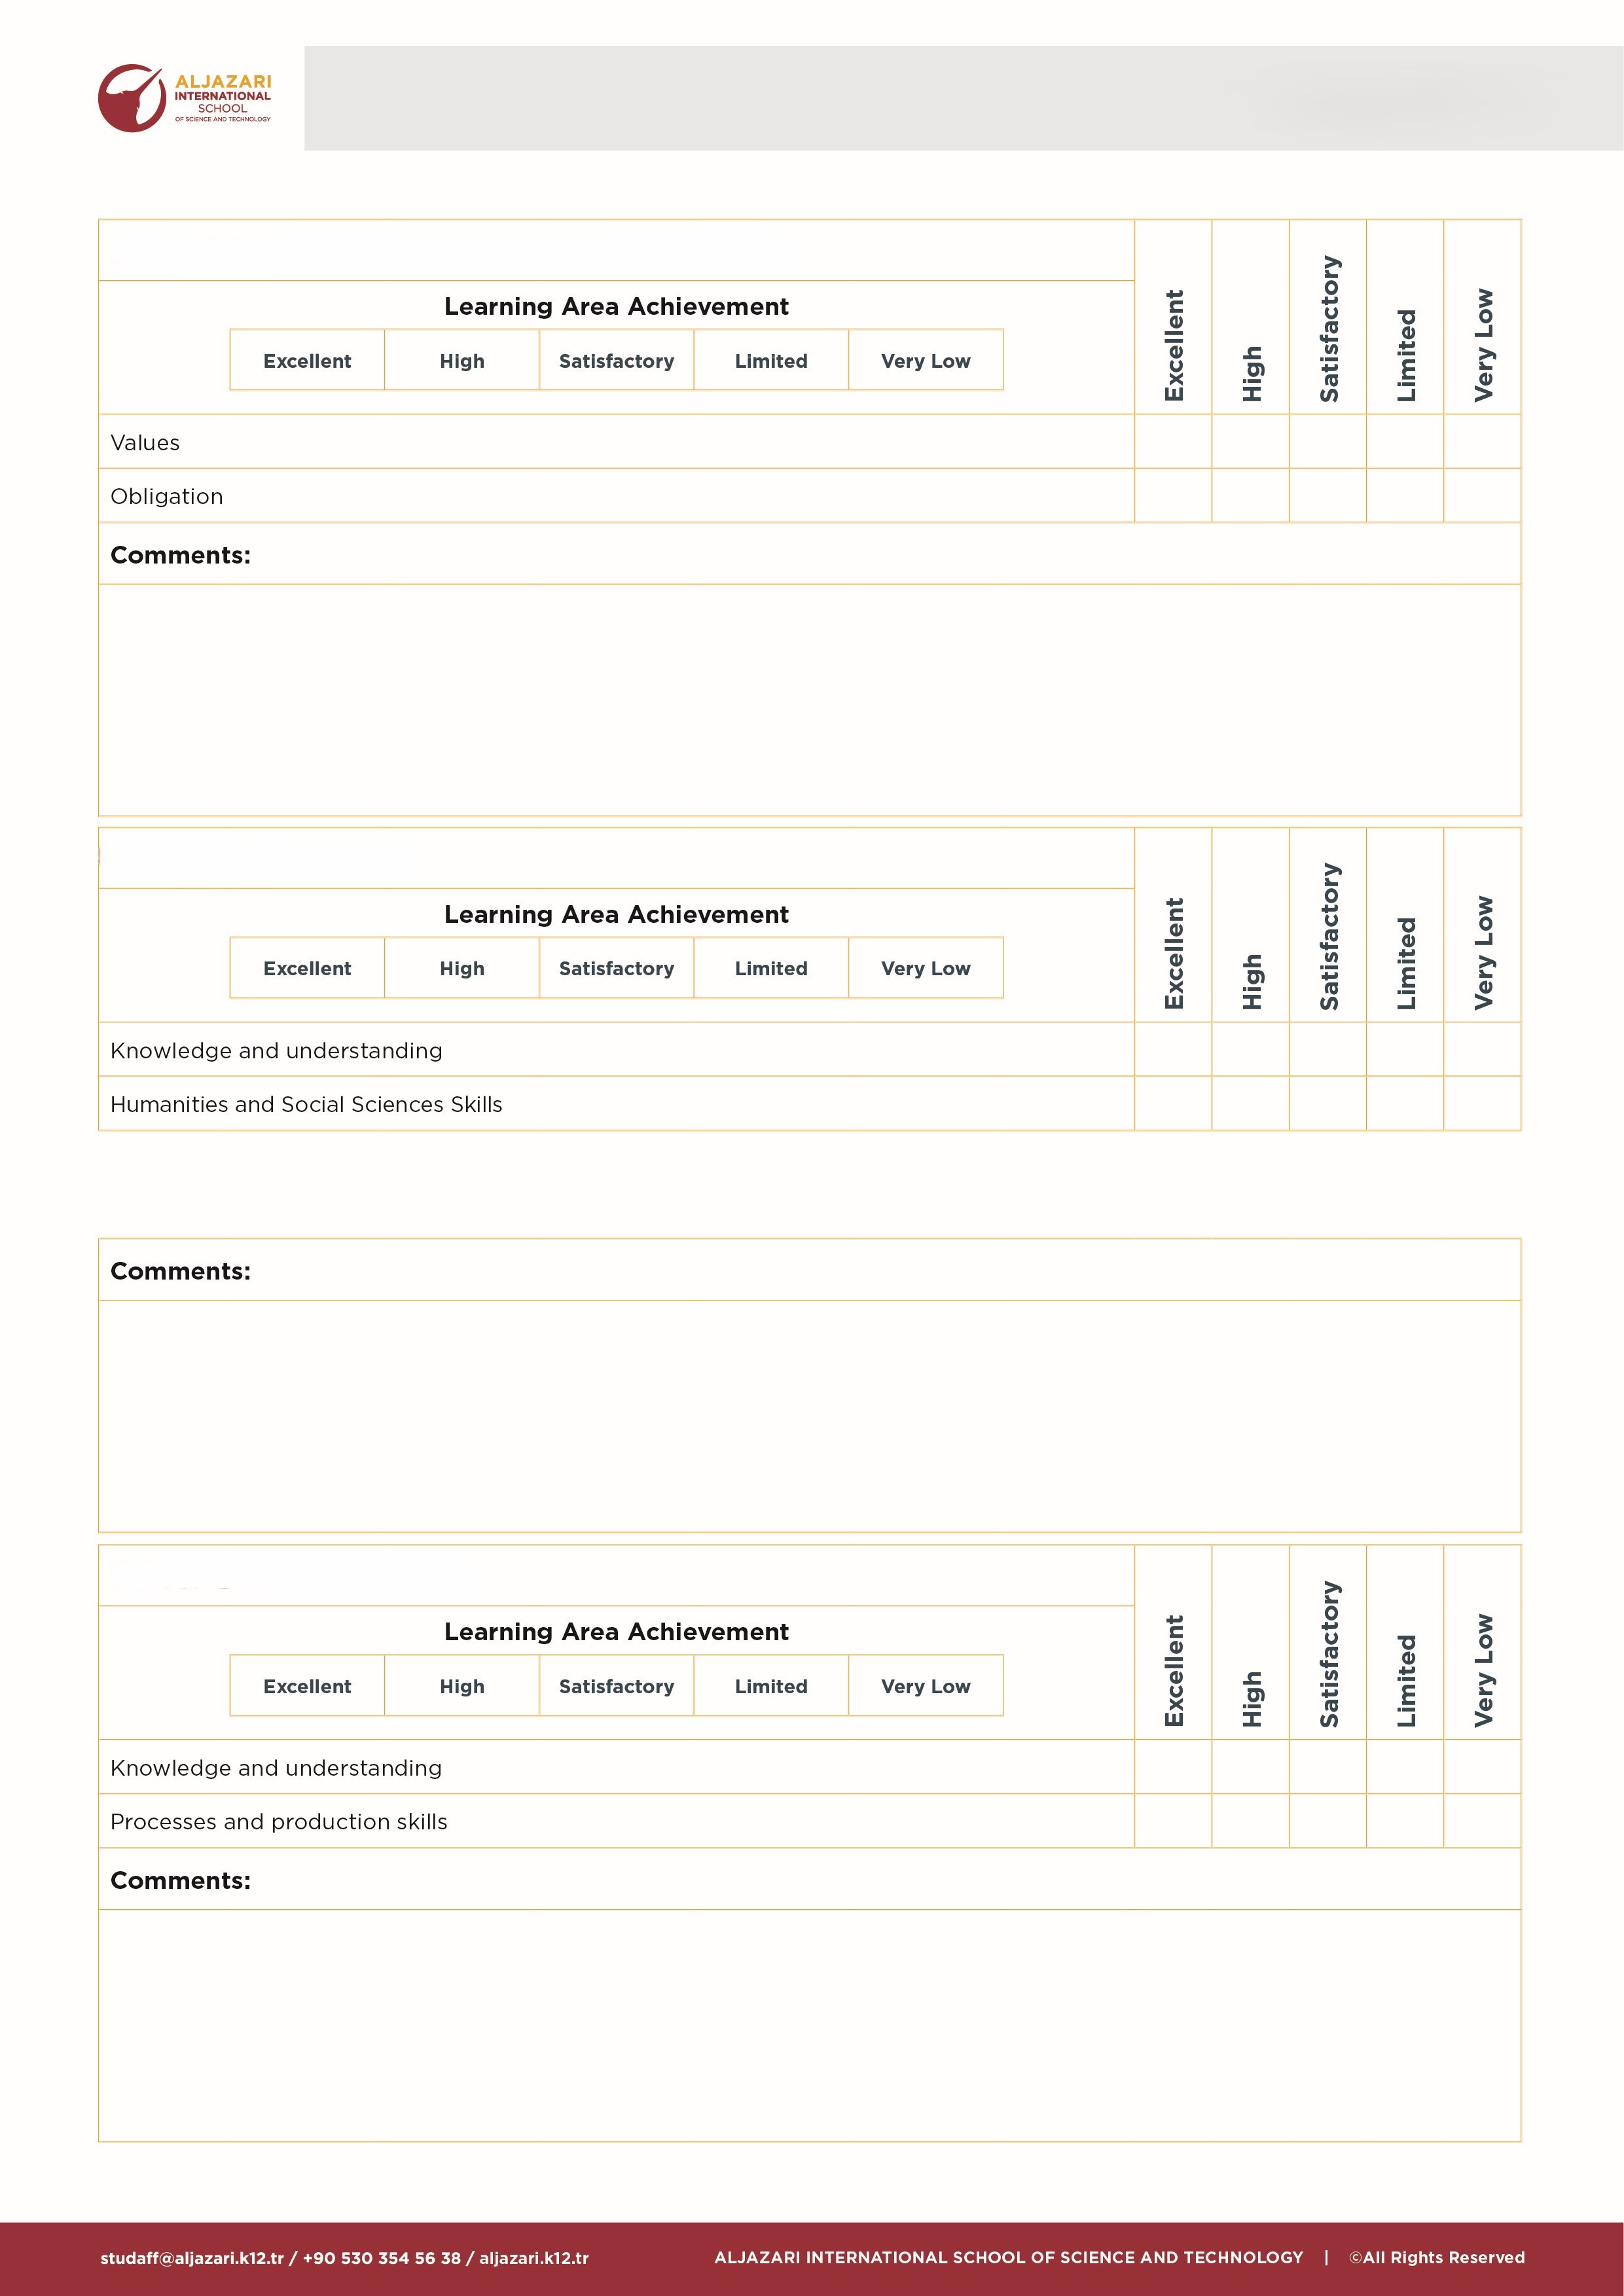 ALJAZARI
INTERNATIONAL
SCHOOL
OF SCIENCE AND TECHNOLOGY
Excellent
High
Satisfactory
Limited
Very Low
Learning Area Achievement
Excellent High Satisfactory Limited Very Low
Values
Obligation
Comments:
Excellent
High
Satisfactory
Limited
Very Low
Learning Area Achievement
Excellent High Satisfactory Limited Very Low
Knowledge and understanding
Humanities and Social Sciences Skills
Comments:
Excellent
High
Satisfactory
Limited
Very Low
Learning Area Achievement
Excellent High Satisfactory Limited Very Low
Knowledge and understanding
Processes and production skills
Comments:
studaff@aljazari.k12.tr / +90 530 354 56 38 / aljazari.k12.tr
ALJAZARI INTERNATIONAL SCHOOL OF SCIENCE AND TECHNOLOGY | ©All Rights Reserved